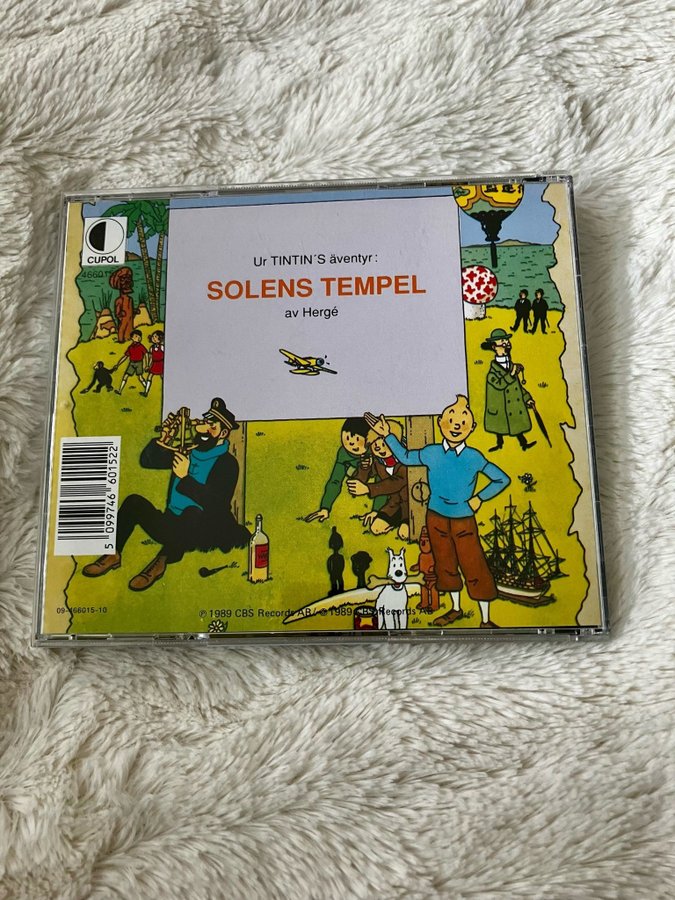 CUPOL
466015
Ur TINTIN´S äventyr:
SOLENS TEMPEL
av Hergé
5 099746 601522
09-466015-10
℗ 1989 CBS Records AB/ © 1989 CBS Records AB